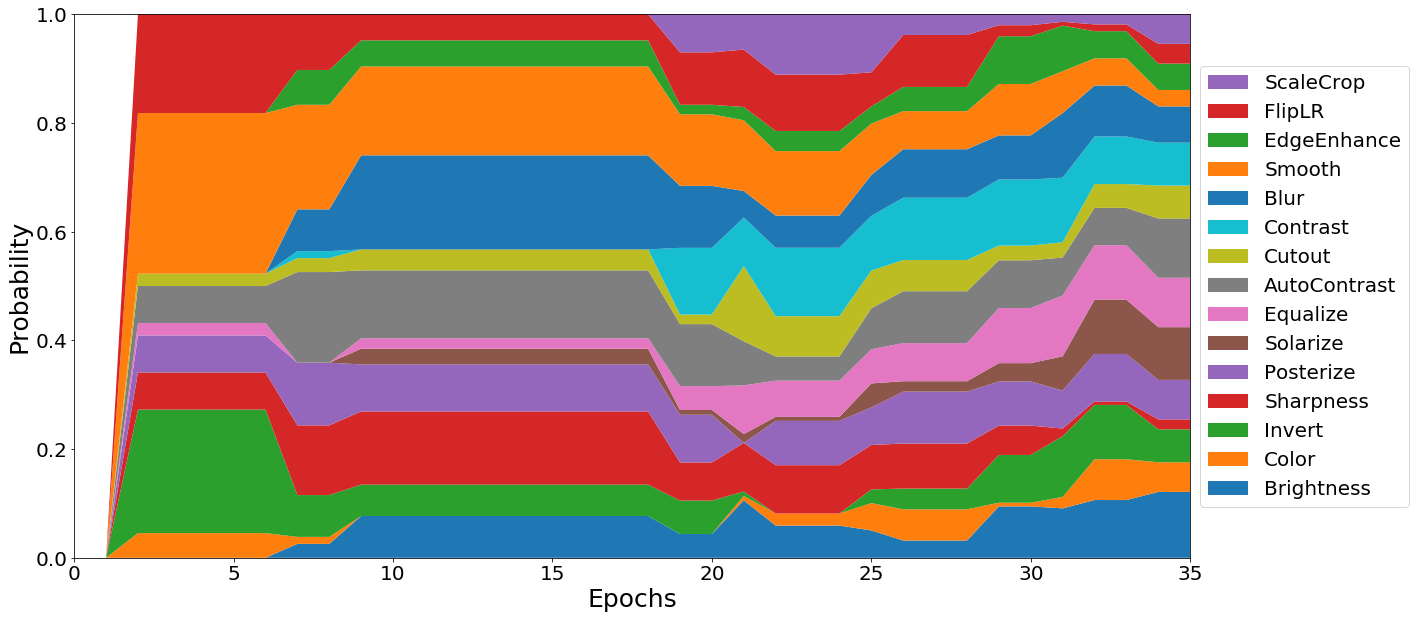 1.0
0.8
0.6
0.4
0.2
0.0
Probability
0
5
10
15
20
25
30
35
Epochs
ScaleCrop
FlipLR
EdgeEnhance
Smooth
Blur
Contrast
Cutout
AutoContrast
Equalize
Solarize
Posterize
Sharpness
Invert
Color
Brightness